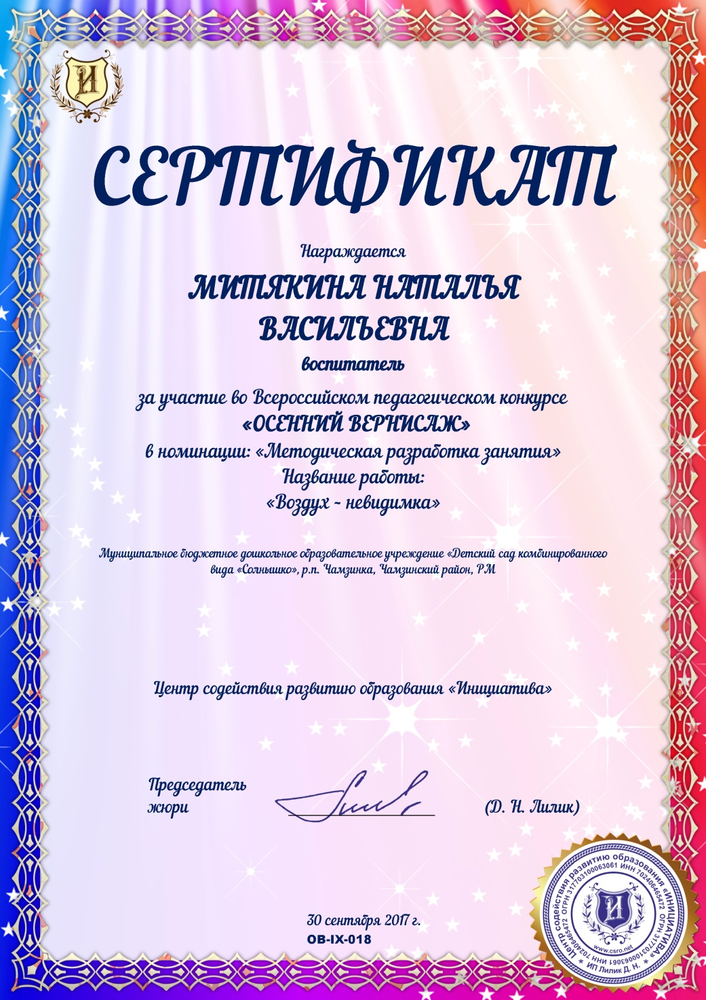 И
СЕРТИФИКАТ
Награждается
МИТЯКИНА НАТАЛЬЯ
ВАСИЛЬЕВНА
воспитатель
за участие во Всероссийском педагогическом конкурсе
«ОСЕННИЙ ВЕРНИСАЖ»
в номинации: «Методическая разработка занятия»
Название работы:
«Воздух - невидимка»
Муниципальное бюджетное дошкольное образовательное учреждение «Детский сад комбинированного
вида «Солнышко», р.п. Чамзинка, Чамзинский район, РМ
Центр содействия развитию образования «Инициатива»
Председатель
жюри
(Д. Н. Лилик)
30 сентября 2017 г.
OB-IX-018
Центр содействия развитию образования «ИНИЦИАТИВА»
* ИП Лилик Д. Н. *
ОГРН 317703100063061 ИНН 702406465472 ОГРН 317703100063061 ИНН 702406465472
И
www.csro.net